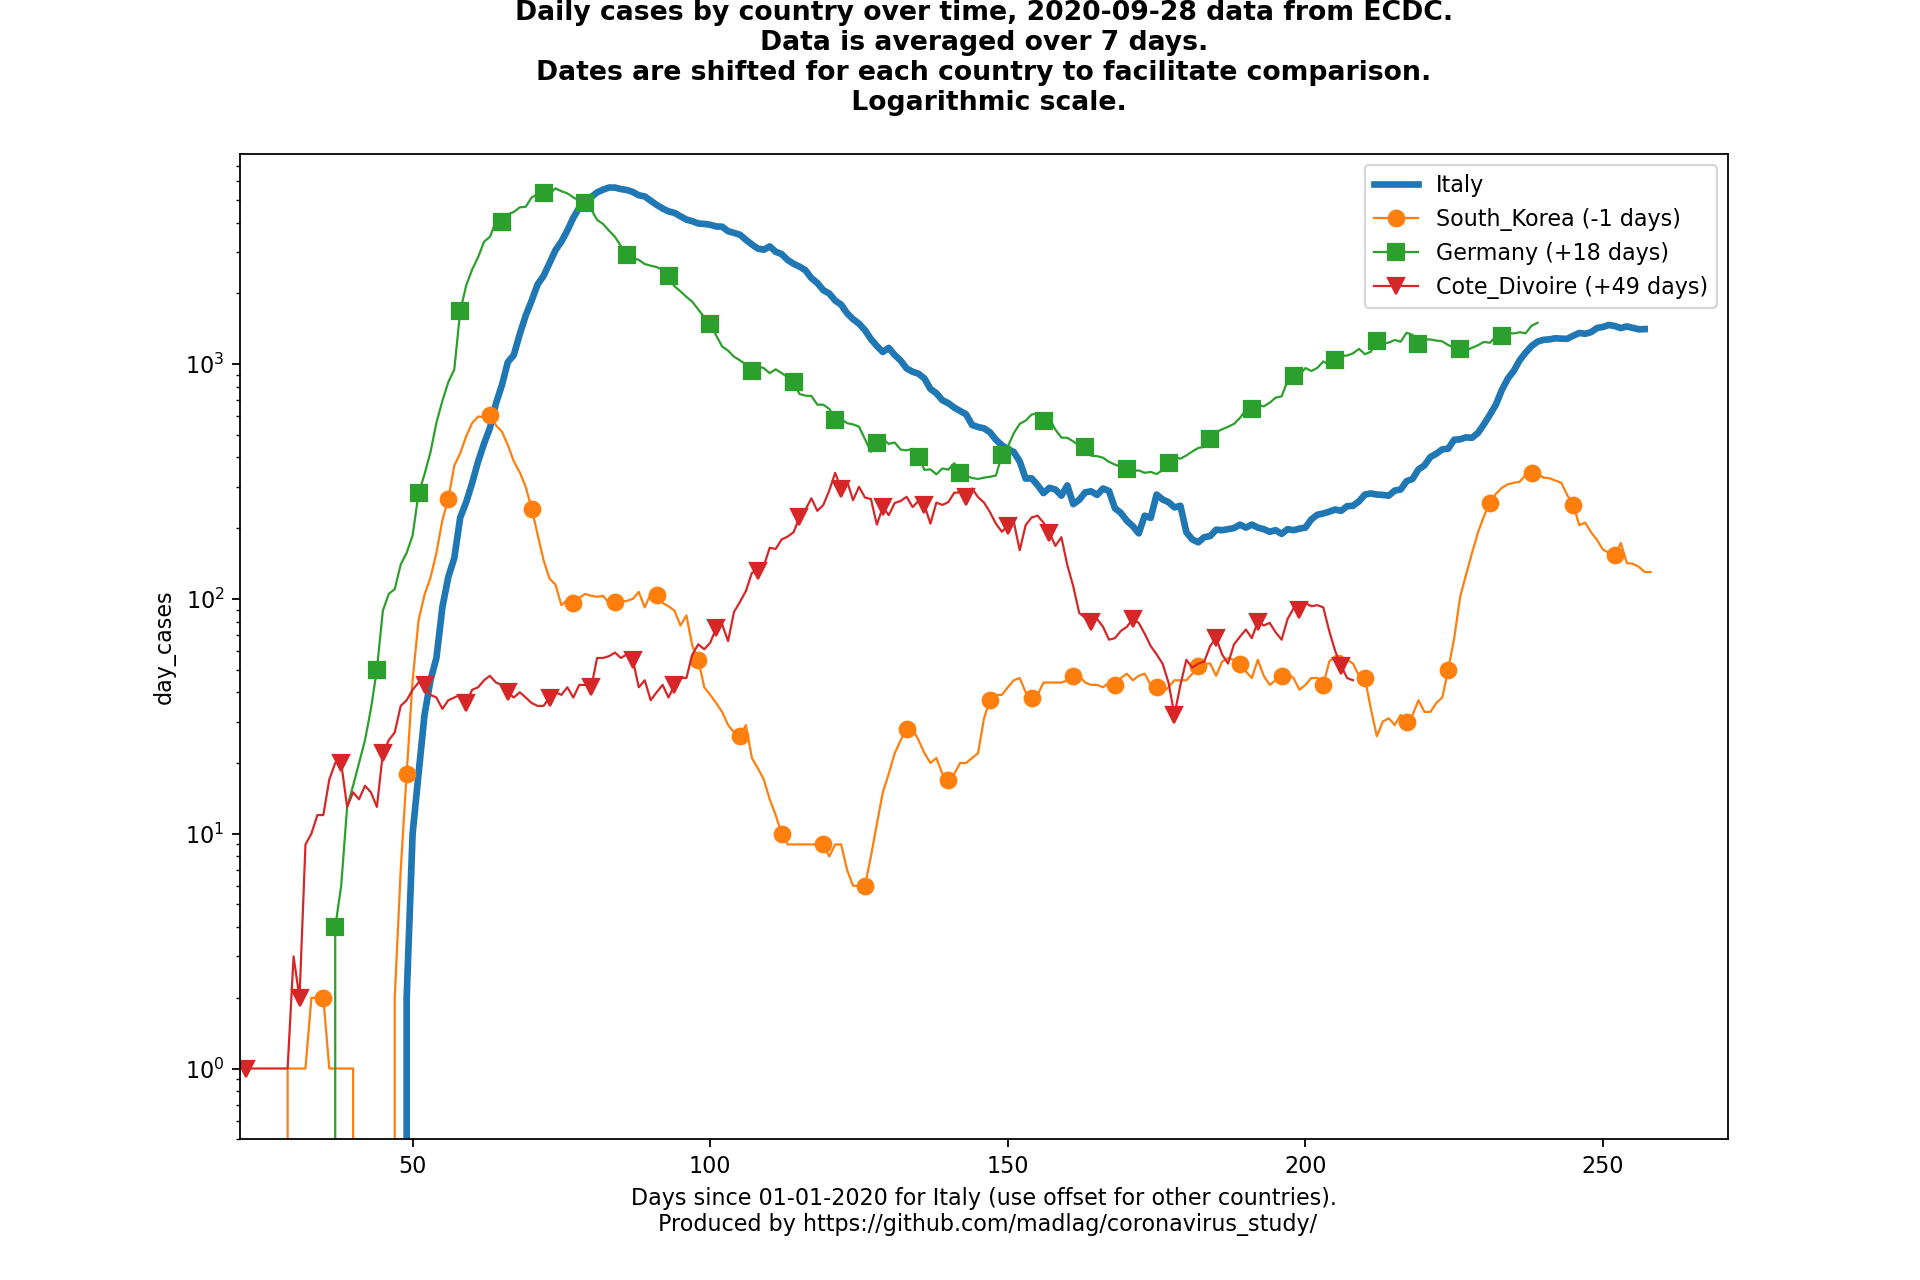 Daily cases by country over time, 2020-09-28 data from ECDC.
Data is averaged over 7 days.
Dates are shifted for each country to facilitate comparison.
Logarithmic scale.
Italy
South_Korea (-1 days)
Germany (+18 days)
Cote_Divoire (+49 days)
day_cases
10³
10²
10¹
10⁰
50 100 150 200 250
Days since 01-01-2020 for Italy (use offset for other countries).
Produced by https://github.com/madlag/coronavirus_study/